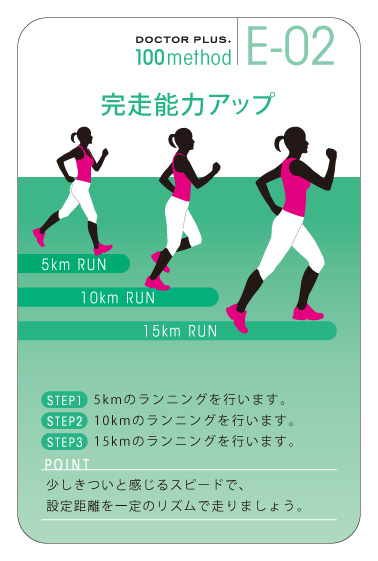 DOCTOR PLUS.
100method
E-02
完走能力アップ
5km RUN
10km RUN
15km RUN
STEP1 5kmのランニングを行います。
STEP2 10kmのランニングを行います。
STEP3 15kmのランニングを行います。
POINT
少しきついと感じるスピードで、
設定距離を一定のリズムで走りましょう。